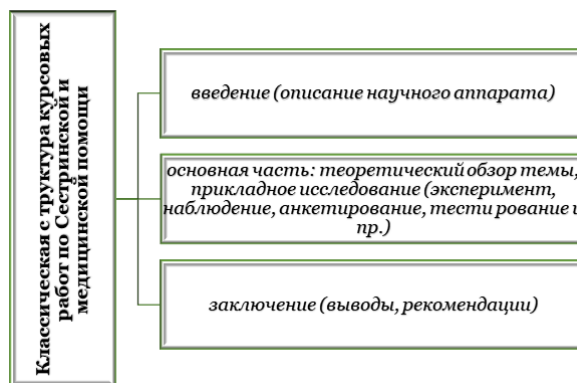 Классическая с труктура курсовых
работ по Сестринской и
медицинской помощи
введение (описание научного аппарата)
основная часть: теоретический обзор темы,
прикладное исследование (эксперимент,
наблюдение, анкетирование, тести рование и
пр.)
заключение (выводы, рекомендации)